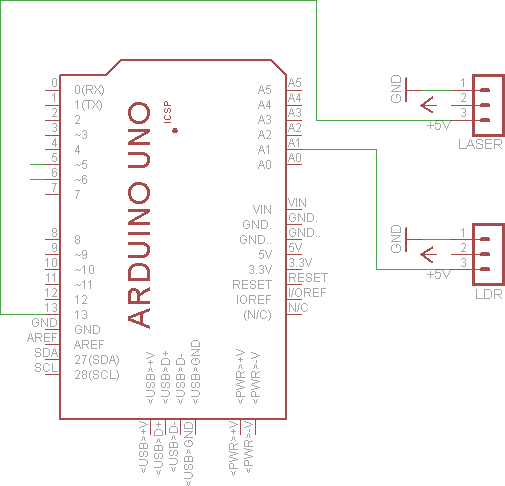 ARDUINO UNO
ICSP
0
1
2
3
4
5
6
7
8
9
10
11
12
13
GND
AREF
SDA
SCL
0(RX)
1(TX)
2
~3
4
~5
~6
7
8
~9
~10
~11
12
13
GND
AREF
27(SDA)
28(SCL)
A5
A4
A3
A2
A1
A0
VIN
GND.
GND..
5V
3.3V
RESET
IOREF
(N/C)
A5
A4
A3
A2
A1
A0
VIN
GND.
GND..
5V
3.3V
RESET
I/OREF
N/C
<USB>+V
<USB>D+
<USB>D-
<USB>GND
<PWR>+V
<PWR>-V
<USB>+V
<USB>D+
<USB>D-
<USB>GND
<PWR>+V
<PWR>-V
GND
+5V
1
2
3
LASER
GND
+5V
1
2
3
LDR